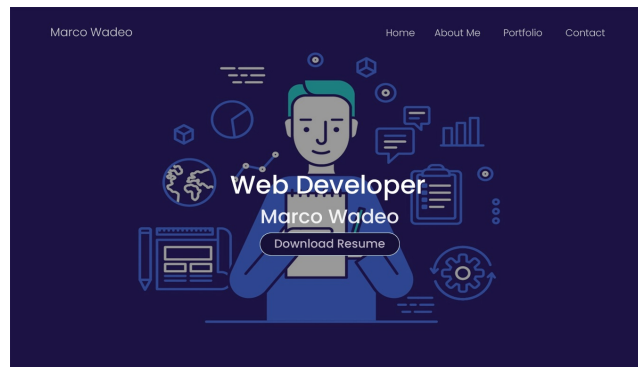 Marco Wadeo
Home About Me Portfolio Contact
Web Developer
Marco Wadeo
Download Resume